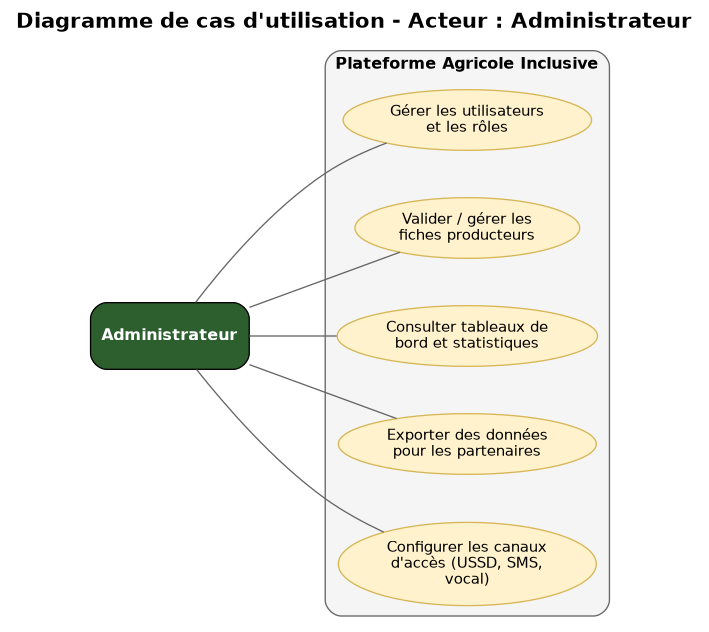 Diagramme de cas d'utilisation - Acteur : Administrateur
Plateforme Agricole Inclusive
Gérer les utilisateurs
et les rôles
Valider / gérer les
fiches producteurs
Administrateur
Consulter tableaux de
bord et statistiques
Exporter des données
pour les partenaires
Configurer les canaux
d'accès (USSD, SMS,
vocal)